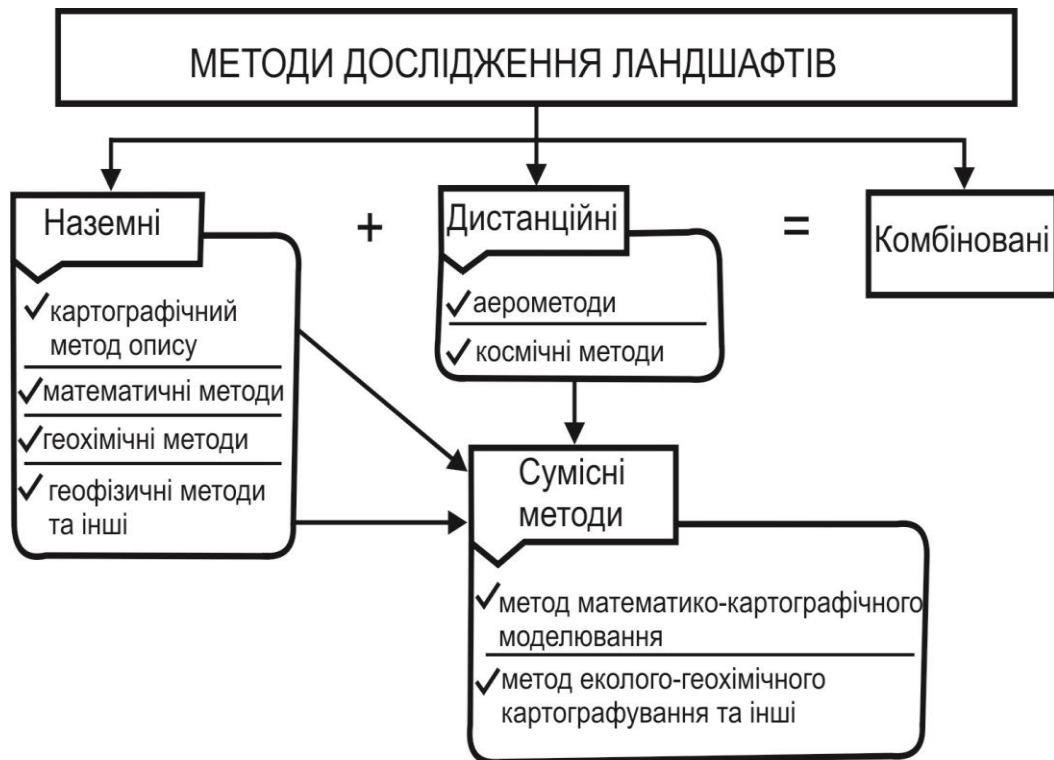 МЕТОДИ ДОСЛІДЖЕННЯ ЛАНДШАФТІВ
Наземні
+
Дистанційні
=
Комбіновані
картографічний
метод опису
математичні методи
геохімічні методи
геофізичні методи
та інші
аерометоди
космічні методи
Сумісні
методи
метод математико-картографічного
моделювання
метод еколого-геохімічного
картографування та інші